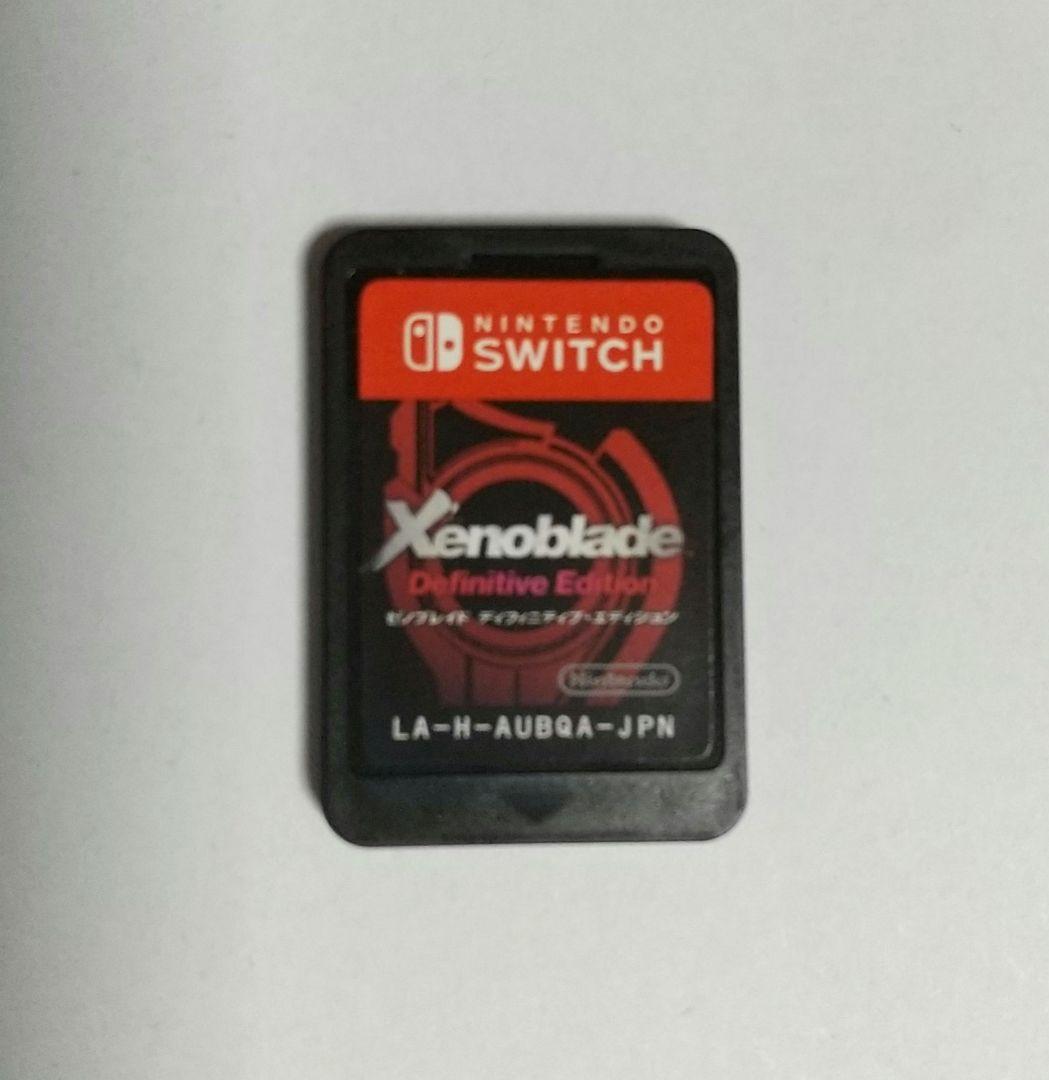 NINTENDO
SWITCH
Xenoblade
Definitive Edition
ゼノブレイド ディフィニティブ・エディション
Nintendo
LA-H-AUBQA-JPN